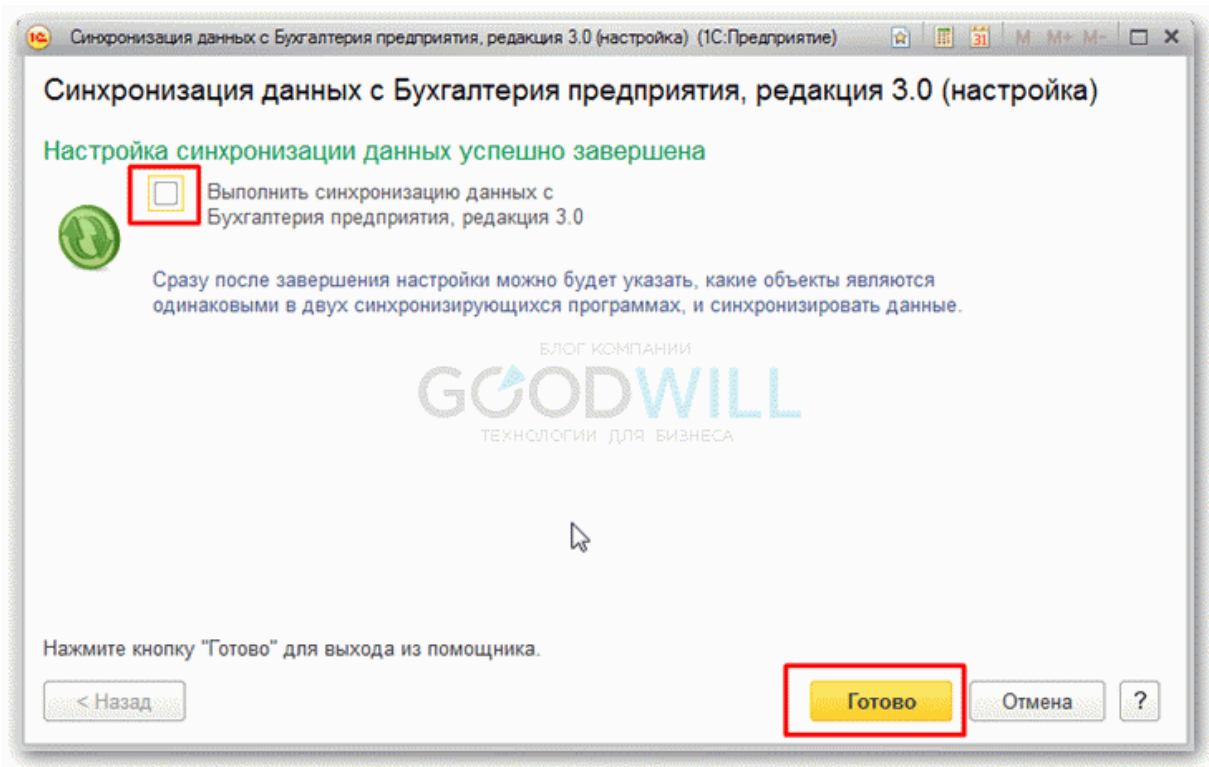 Синхронизация данных с Бухгалтерия предприятия, редакция 3.0 (настройка) (1С:Предприятие)
31 M M+ M-
Синхронизация данных с Бухгалтерия предприятия, редакция 3.0 (настройка)
Настройка синхронизации данных успешно завершена
Выполнить синхронизацию данных с
Бухгалтерия предприятия, редакция 3.0
Сразу после завершения настройки можно будет указать, какие объекты являются
одинаковыми в двух синхронизирующихся программах, и синхронизировать данные.
БЛОГ КОМПАНИИ
GOODWILL
ТЕХНОЛОГИИ ДЛЯ БИЗНЕСА
Нажмите кнопку "Готово" для выхода из помощника.
< Назад Готово Отмена ?